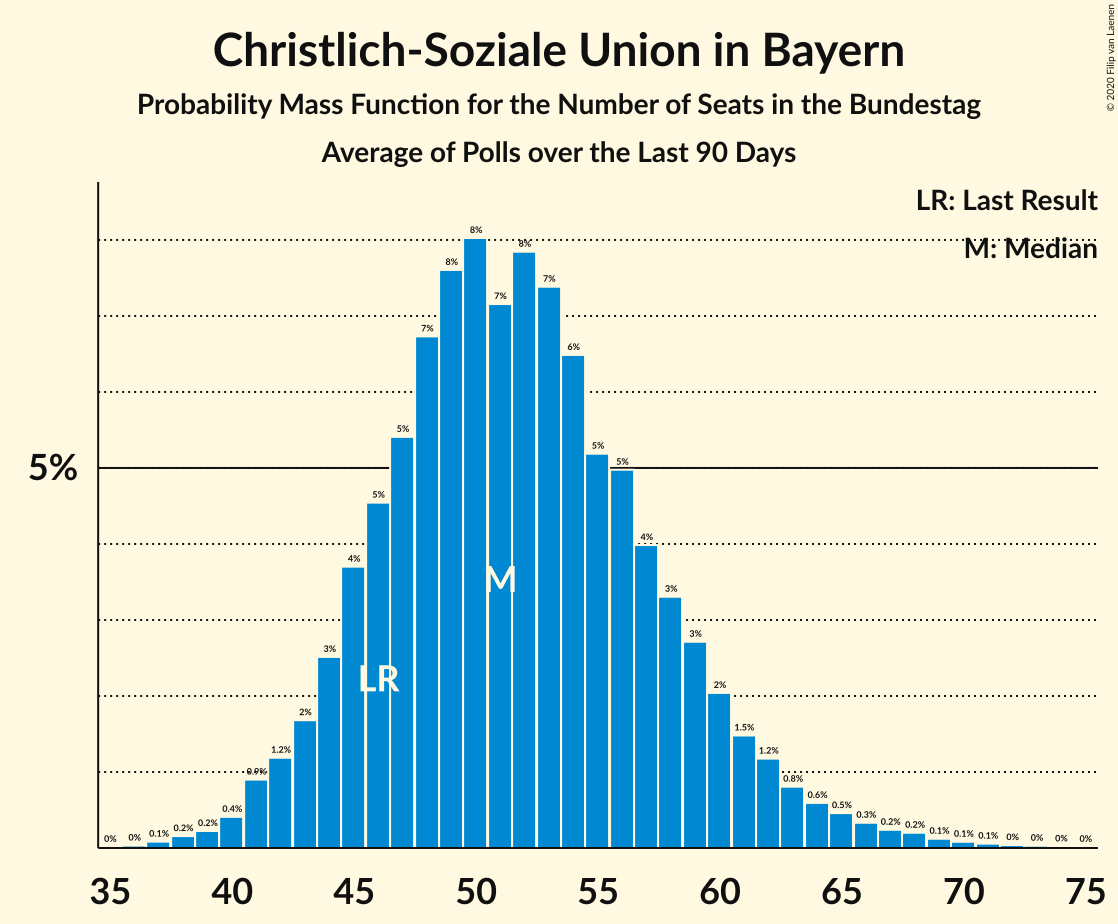 Christlich-Soziale Union in Bayern
Probability Mass Function for the Number of Seats in the Bundestag
Average of Polls over the Last 90 Days
© 2020 Filip van Laenen
LR: Last Result
M: Median
5%
0% 0% 0.1% 0.2% 0.2% 0.4% 0.9% 1.2% 2% 3% 4% 5% 5% 7% 8% 8% 7% 8% 7% 6% 5% 5% 4% 3% 3% 2% 1.5% 1.2% 0.8% 0.6% 0.5% 0.3% 0.2% 0.2% 0.1% 0.1% 0.1% 0% 0% 0% 0%
M
LR
35 40 45 50 55 60 65 70 75